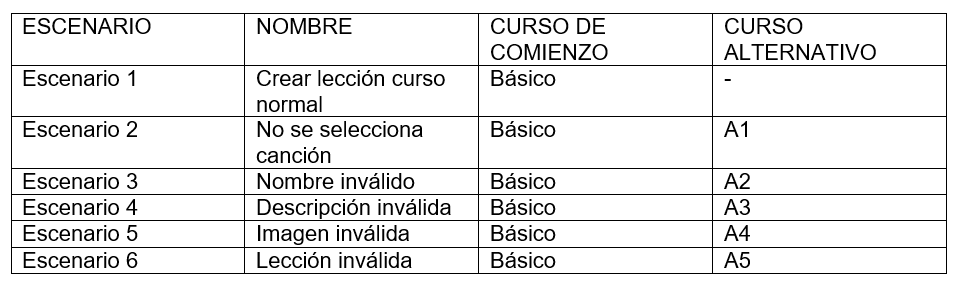 ESCENARIO NOMBRE CURSO DE COMIENZO CURSO ALTERNATIVO
Escenario 1 Crear lección curso normal Básico -
Escenario 2 No se selecciona canción Básico A1
Escenario 3 Nombre inválido Básico A2
Escenario 4 Descripción inválida Básico A3
Escenario 5 Imagen inválida Básico A4
Escenario 6 Lección inválida Básico A5